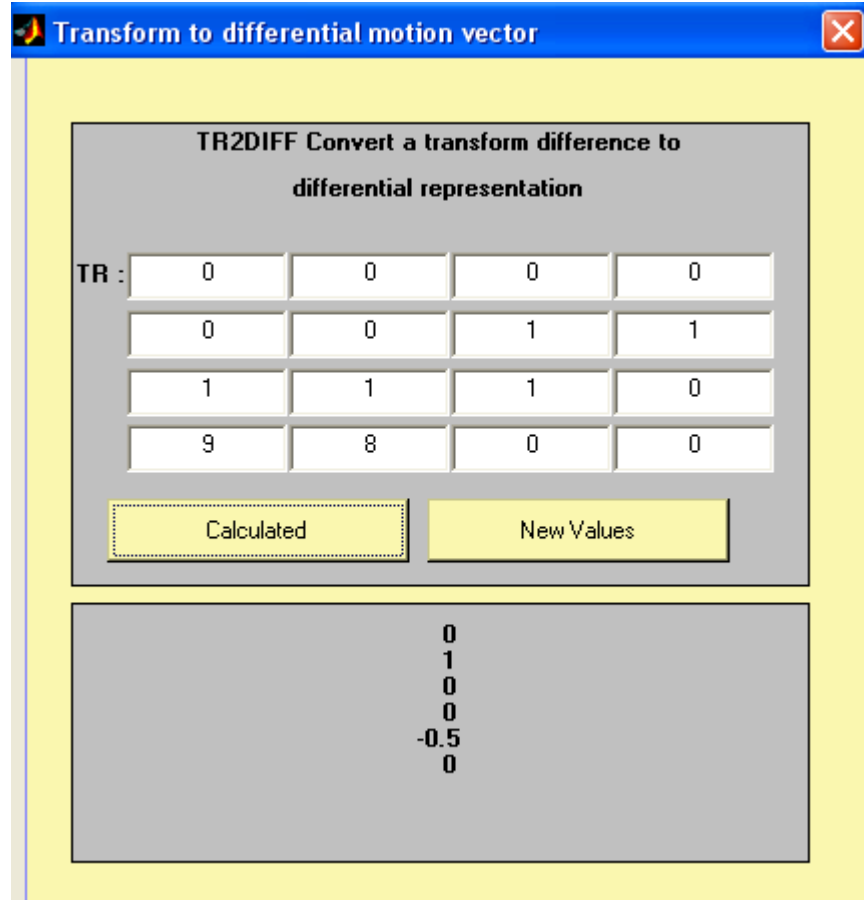 Transform to differential motion vector
TR2DIFF Convert a transform difference to
differential representation
TR : 0 0 0 0
0 0 1 1
1 1 1 0
9 8 0 0
Calculated New Values
0
1
0
0
-0.5
0